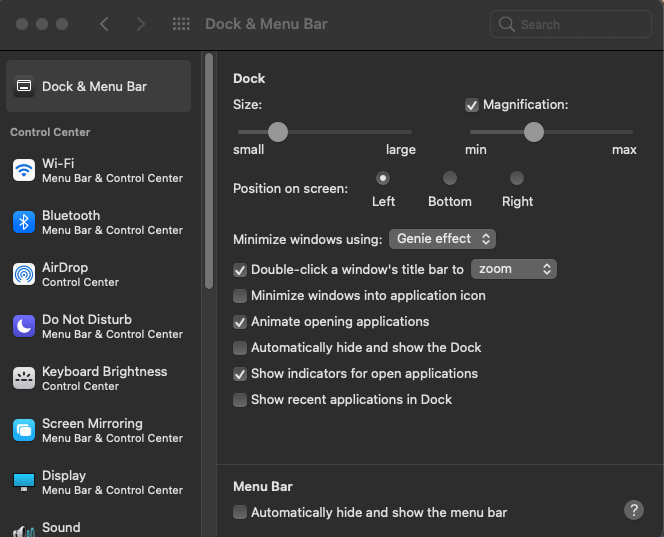 Dock & Menu Bar
Search
Dock & Menu Bar
Control Center
Wi-Fi
Menu Bar & Control Center
Bluetooth
Menu Bar & Control Center
AirDrop
Control Center
Do Not Disturb
Menu Bar & Control Center
Keyboard Brightness
Control Center
Screen Mirroring
Menu Bar & Control Center
Display
Menu Bar & Control Center
Sound
Dock
Size:
Magnification:
small large
min max
Position on screen:
Left Bottom Right
Minimize windows using: Genie effect
Double-click a window's title bar to zoom
Minimize windows into application icon
Animate opening applications
Automatically hide and show the Dock
Show indicators for open applications
Show recent applications in Dock
Menu Bar
Automatically hide and show the menu bar
?